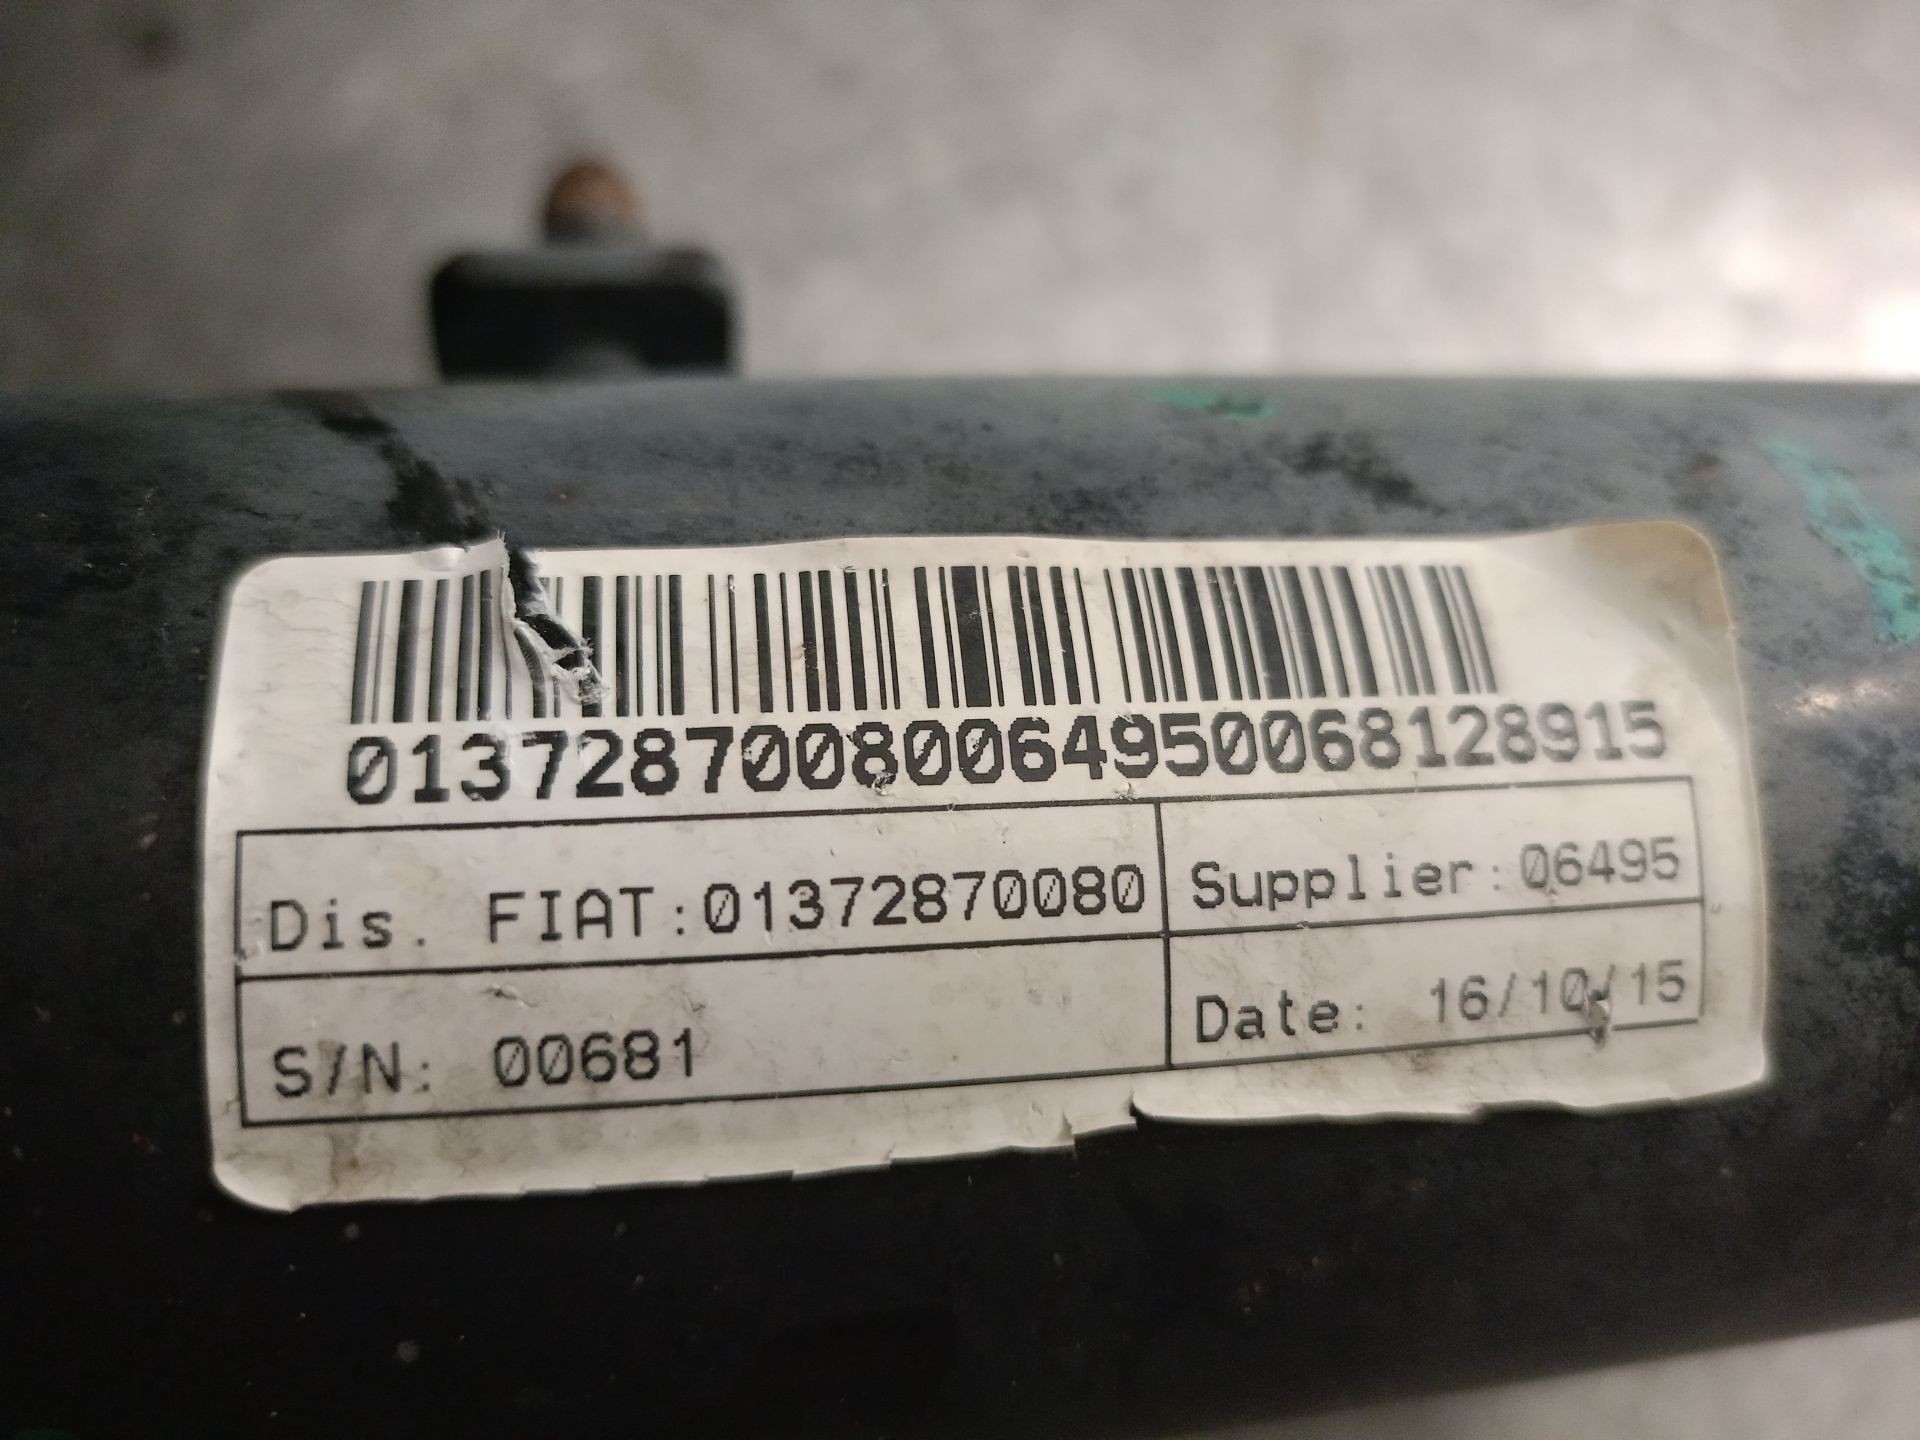 01372870080064950068128915
Dis. FIAT:01372870080
Supplier:06495
S/N: 00681
Date: 16/10/15